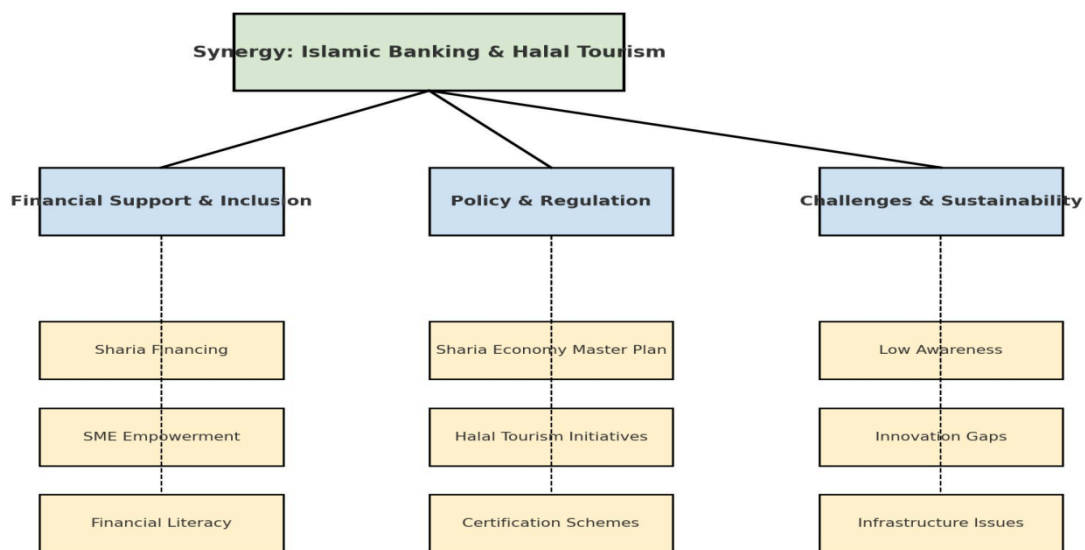 Synergy: Islamic Banking & Halal Tourism
Financial Support & Inclusion
Policy & Regulation
Challenges & Sustainability
Sharia Financing
Sharia Economy Master Plan
Low Awareness
SME Empowerment
Halal Tourism Initiatives
Innovation Gaps
Financial Literacy
Certification Schemes
Infrastructure Issues